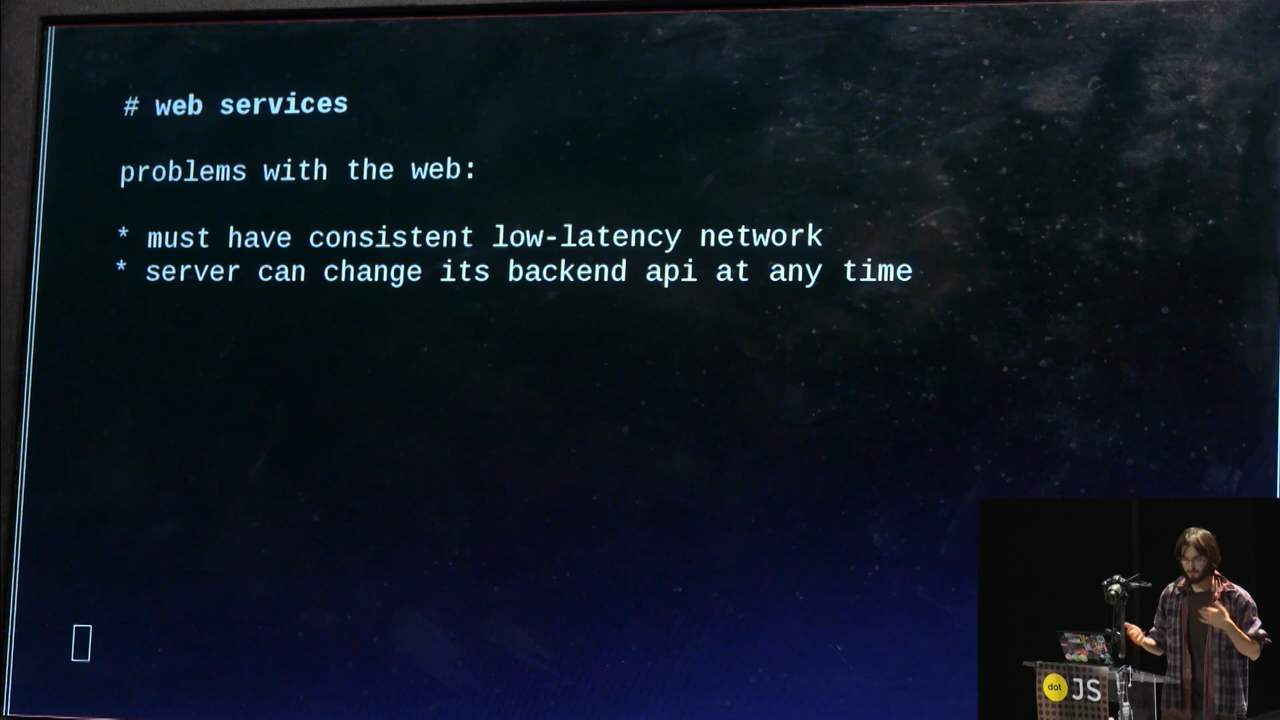 # web services
problems with the web:
* must have consistent low-latency network
* server can change its backend api at any time
dot JS